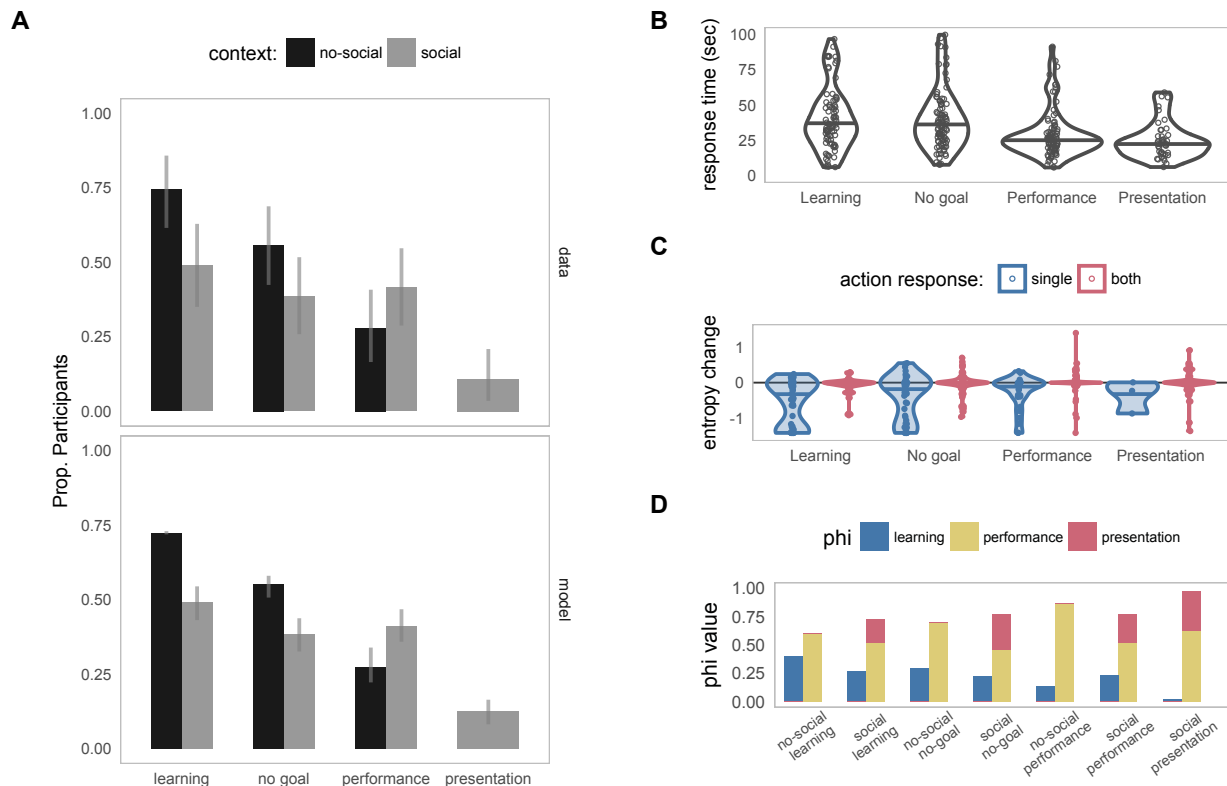 A
context: no-social social
Prop. Participants
1.00
0.75
0.50
0.25
0.00
data
1.00
0.75
0.50
0.25
0.00
model
learning no goal performance presentation
B
response time (sec)
100
75
50
25
0
Learning No goal Performance Presentation
C
action response: single both
entropy change
1
0
-1
Learning No goal Performance Presentation
D
phi learning performance presentation
phi value
1.00
0.75
0.50
0.25
0.00
no-social
learning
social
learning
no-social
no-goal
social
no-goal
no-social
performance
social
performance
social
presentation